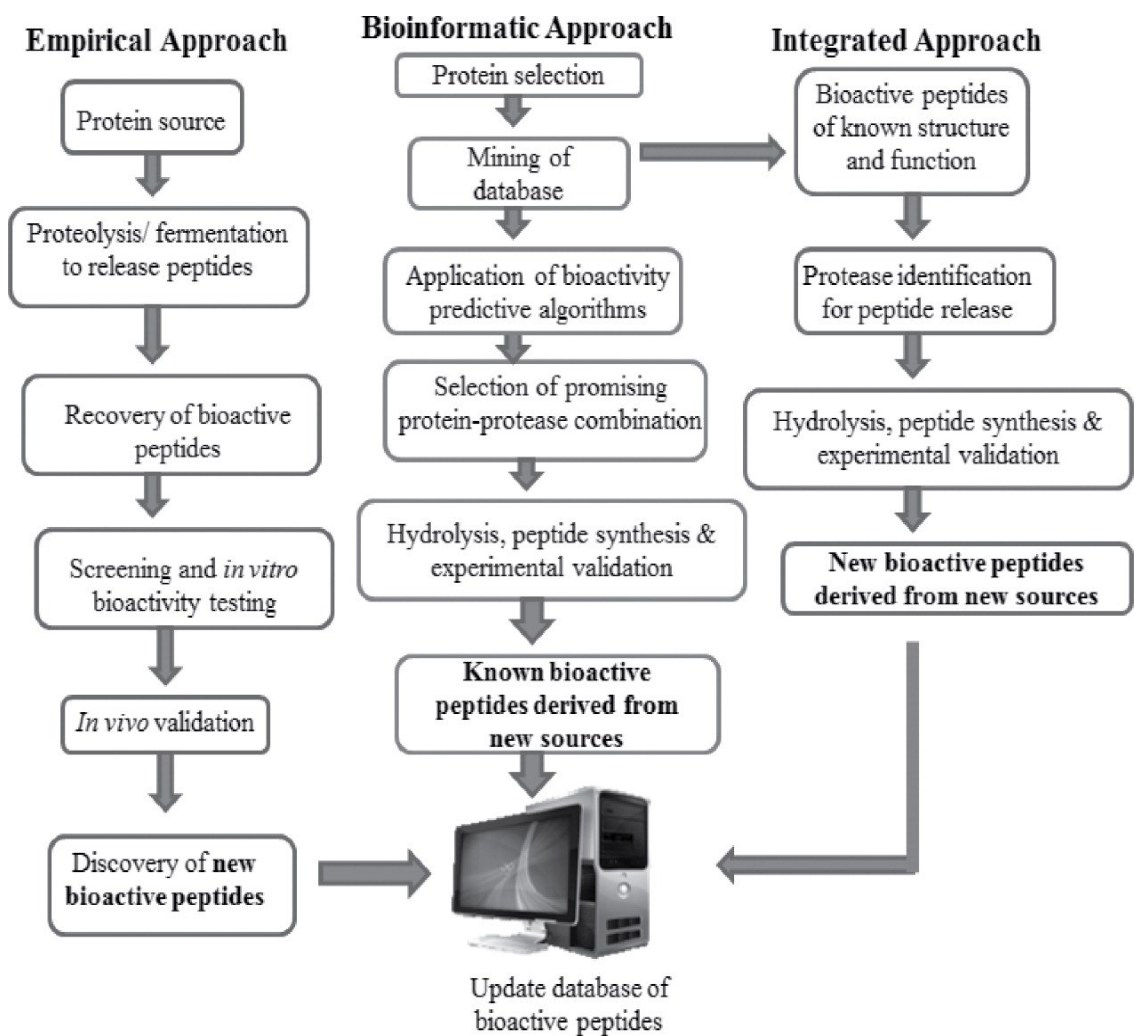 Empirical Approach
Protein source
Proteolysis/ fermentation
to release peptides
Recovery of bioactive
peptides
Screening and in vitro
bioactivity testing
In vivo validation
Discovery of new
bioactive peptides
Bioinformatic Approach
Protein selection
Mining of
database
Application of bioactivity
predictive algorithms
Selection of promising
protein-protease combination
Hydrolysis, peptide synthesis &
experimental validation
Known bioactive
peptides derived from
new sources
Integrated Approach
Bioactive peptides
of known structure
and function
Protease identification
for peptide release
Hydrolysis, peptide synthesis &
experimental validation
New bioactive peptides
derived from new sources
Update database of
bioactive peptides